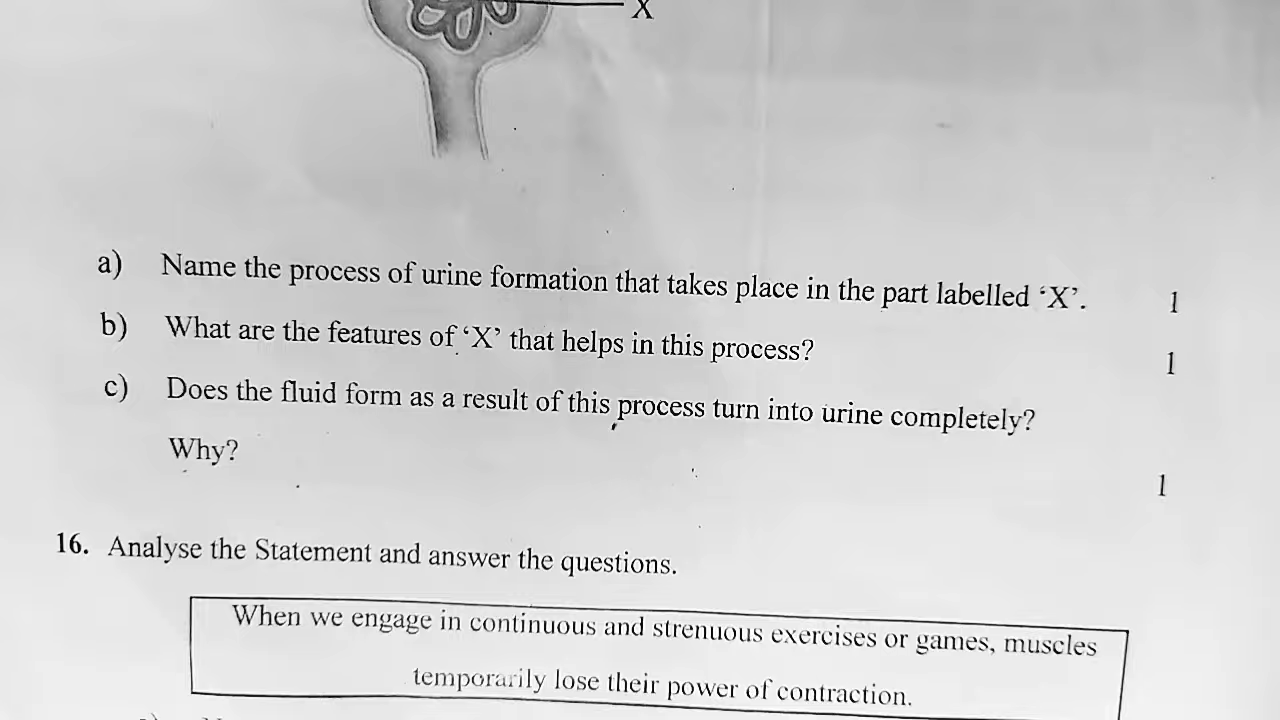 X
a) Name the process of urine formation that takes place in the part labelled ‘X’. 1
b) What are the features of ‘X’ that helps in this process? 1
c) Does the fluid form as a result of this process turn into urine completely?
Why? 1
16. Analyse the Statement and answer the questions.
When we engage in continuous and strenuous exercises or games, muscles
temporarily lose their power of contraction.